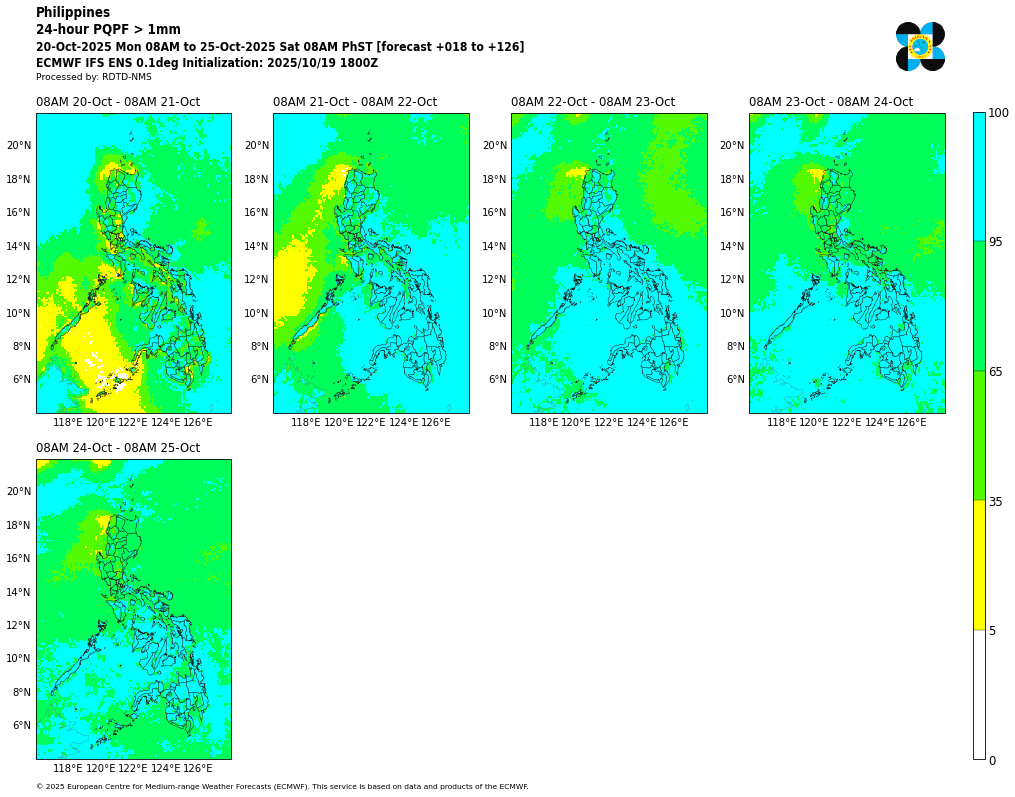 Philippines
24-hour PQPF > 1mm
20-Oct-2025 Mon 08AM to 25-Oct-2025 Sat 08AM PhST [forecast +018 to +126]
ECMWF IFS ENS 0.1deg Initialization: 2025/10/19 1800Z
Processed by: RDTD-NMS
08AM 20-Oct - 08AM 21-Oct
08AM 21-Oct - 08AM 22-Oct
08AM 22-Oct - 08AM 23-Oct
08AM 23-Oct - 08AM 24-Oct
20°N
18°N
16°N
14°N
12°N
10°N
8°N
6°N
118°E 120°E 122°E 124°E 126°E
20°N
18°N
16°N
14°N
12°N
10°N
8°N
6°N
118°E 120°E 122°E 124°E 126°E
20°N
18°N
16°N
14°N
12°N
10°N
8°N
6°N
118°E 120°E 122°E 124°E 126°E
20°N
18°N
16°N
14°N
12°N
10°N
8°N
6°N
118°E 120°E 122°E 124°E 126°E
100
95
65
35
5
0
08AM 24-Oct - 08AM 25-Oct
20°N
18°N
16°N
14°N
12°N
10°N
8°N
6°N
118°E 120°E 122°E 124°E 126°E
© 2025 European Centre for Medium-range Weather Forecasts (ECMWF). This service is based on data and products of the ECMWF.